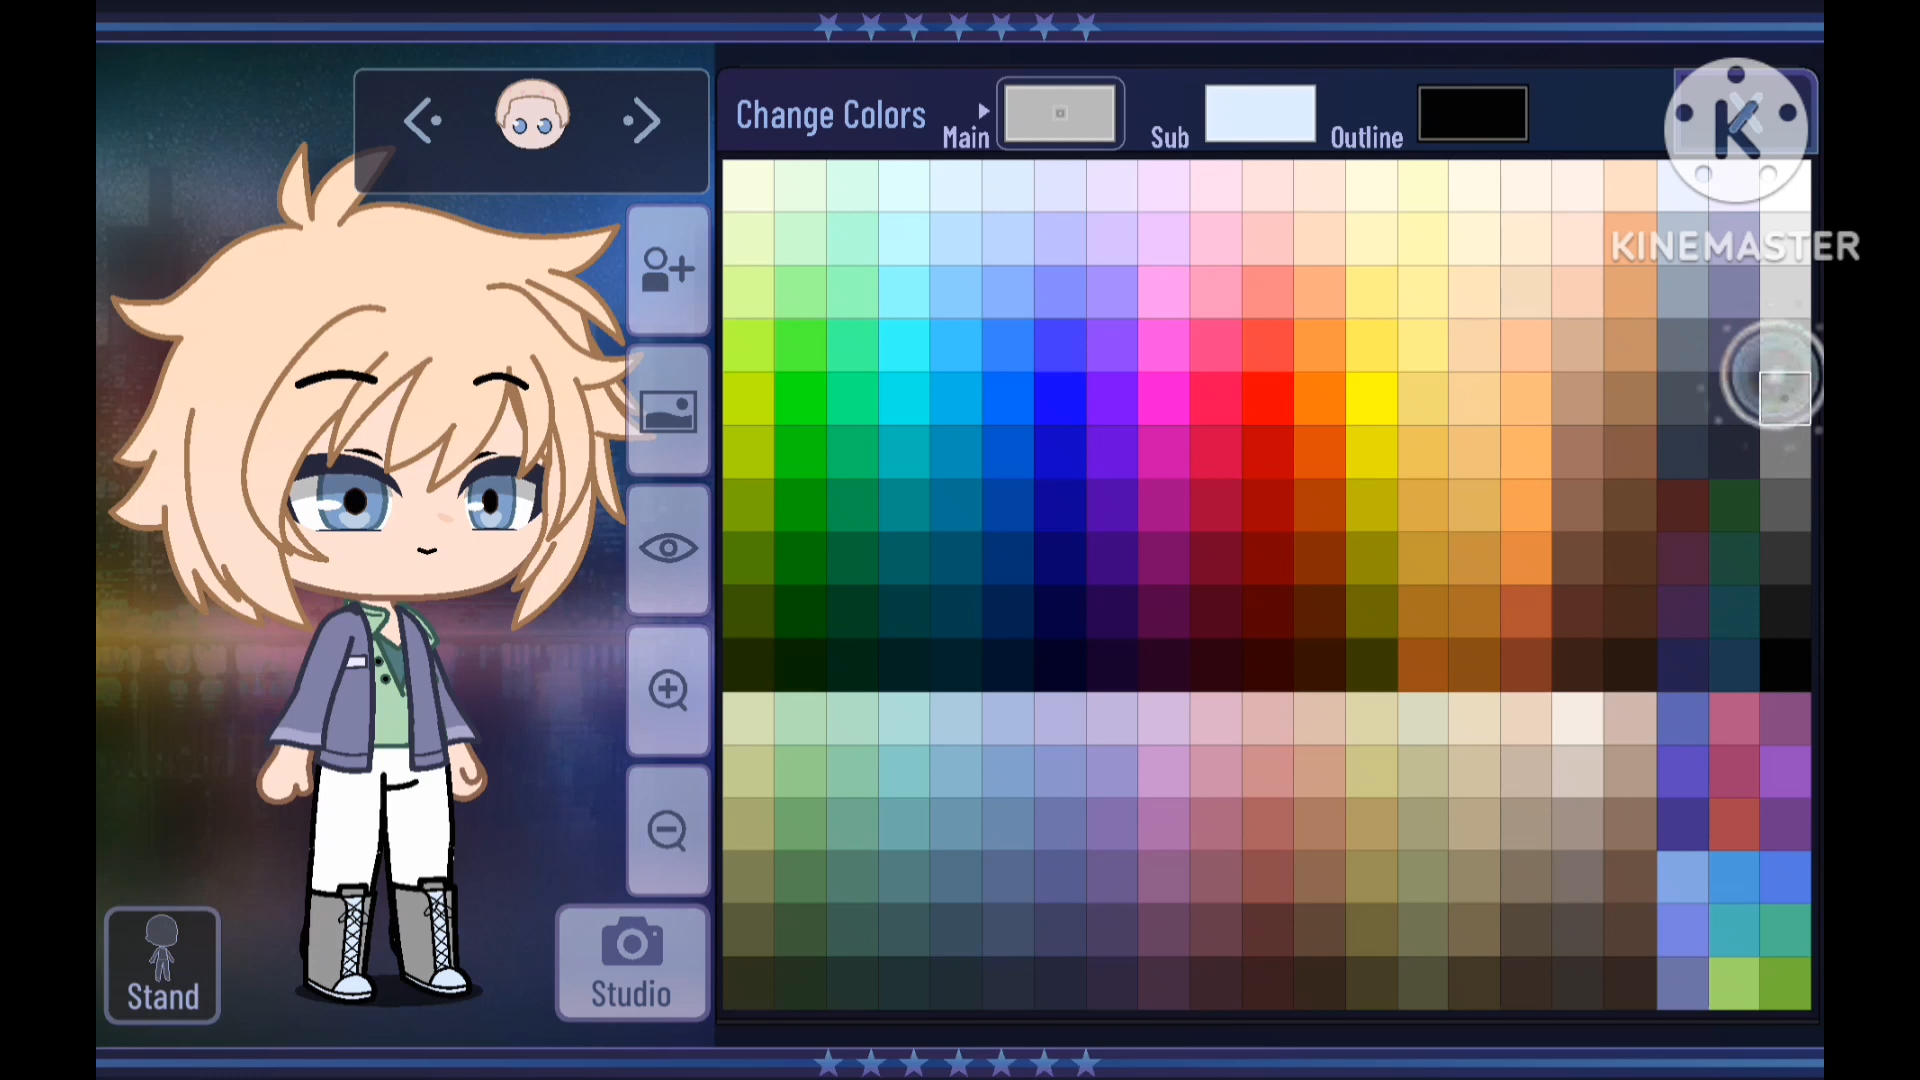 Change Colors
Main
Sub
Outline
K
KINEMASTER
Stand
Studio